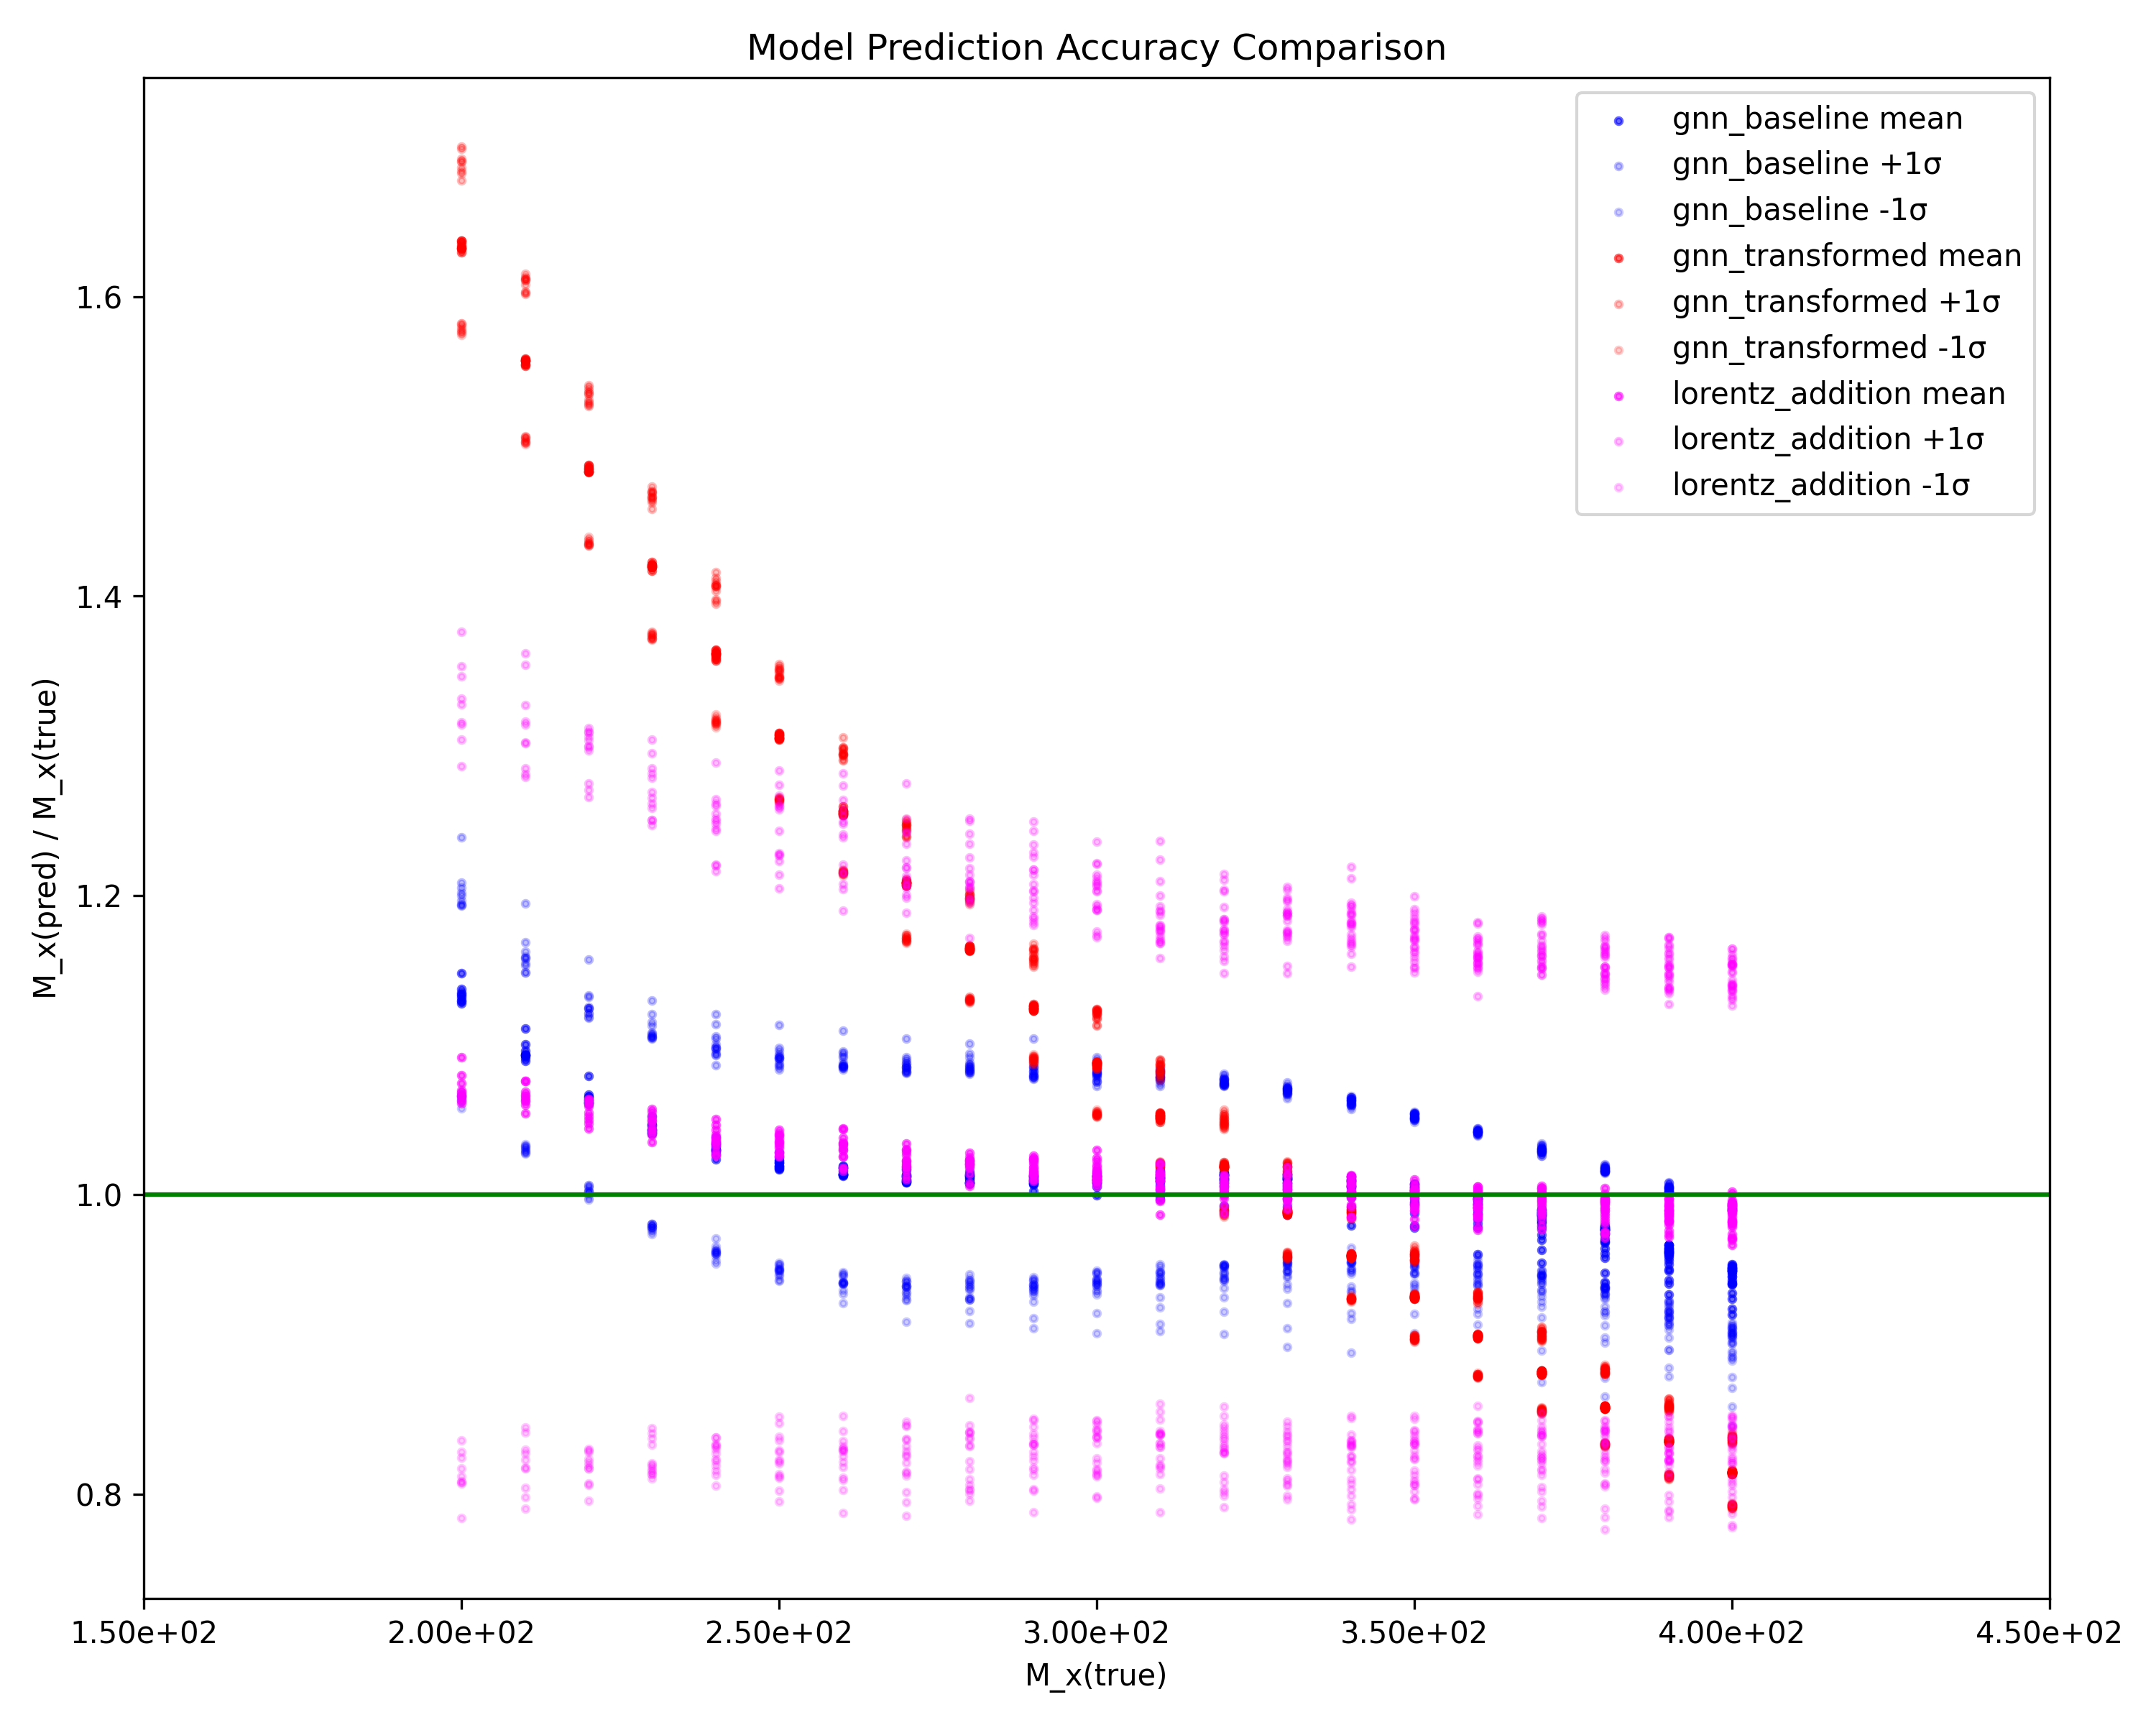 Model Prediction Accuracy Comparison
gnn_baseline mean
gnn_baseline +1σ
gnn_baseline -1σ
gnn_transformed mean
gnn_transformed +1σ
gnn_transformed -1σ
lorentz_addition mean
lorentz_addition +1σ
lorentz_addition -1σ
M_x(pred) / M_x(true)
1.6
1.4
1.2
1.0
0.8
1.50e+02 2.00e+02 2.50e+02 3.00e+02 3.50e+02 4.00e+02 4.50e+02
M_x(true)